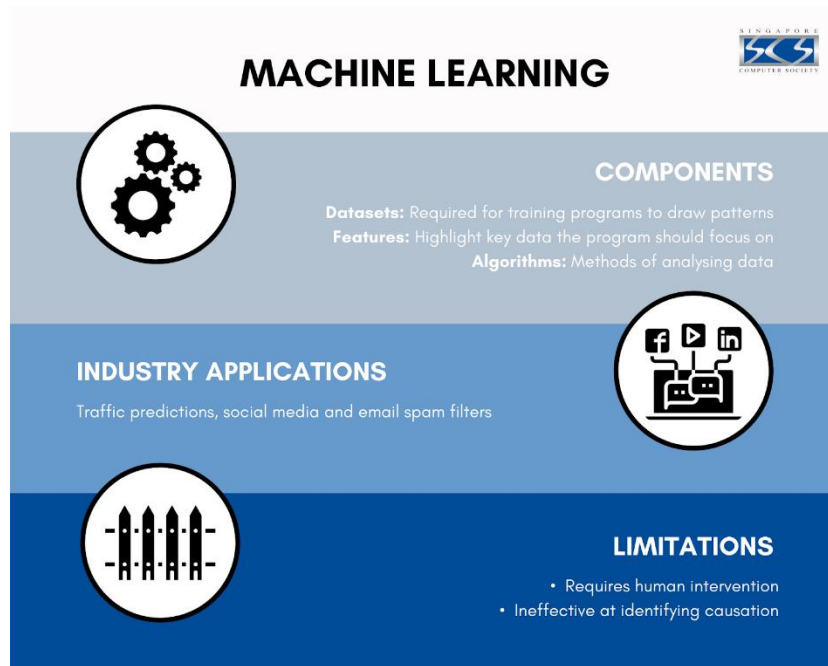 SINGAPORE
SCS
COMPUTER SOCIETY
MACHINE LEARNING
COMPONENTS
Datasets: Required for training programs to draw patterns
Features: Highlight key data the program should focus on
Algorithms: Methods of analysing data
f
in
INDUSTRY APPLICATIONS
Traffic predictions, social media and email spam filters
LIMITATIONS
• Requires human intervention
• Ineffective at identifying causation